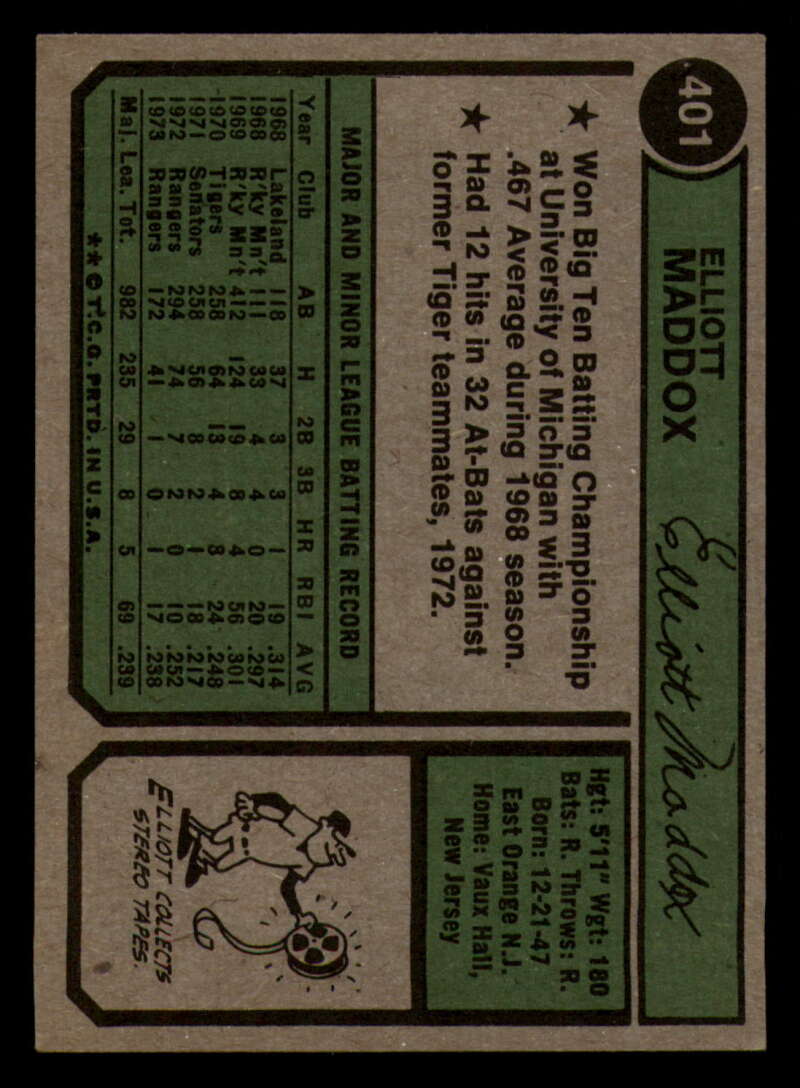 401
ELLIOTT
MADDOX
Elliott Maddox
★ Won Big Ten Batting Championship
at University of Michigan with
.467 Average during 1968 season.
★ Had 12 hits in 32 At-Bats against
former Tiger teammates, 1972.
MAJOR AND MINOR LEAGUE BATTING RECORD
Year Club AB H 2B 3B HR RBI AVG
1968 Lakeland 118 37 3 3 1 19 .314
1968 R'ky Mn't 111 33 4 4 0 20 .297
1969 R'ky Mn't 412 124 19 8 4 56 .301
1970 Tigers 258 64 13 4 8 24 .248
1971 Senators 258 56 8 2 1 18 .217
1972 Rangers 294 74 7 2 0 10 .252
1973 Rangers 172 41 1 0 1 17 .238
Maj. Lea. Tot. 982 235 29 8 5 69 .239
**© T.C.G. PRTD. IN U.S.A.
Hgt: 5'11" Wgt: 180
Bats: R. Throws: R.
Born: 12-21-47
East Orange N.J.
Home: Vaux Hall,
New Jersey
ELLIOTT COLLECTS
STEREO TAPES.